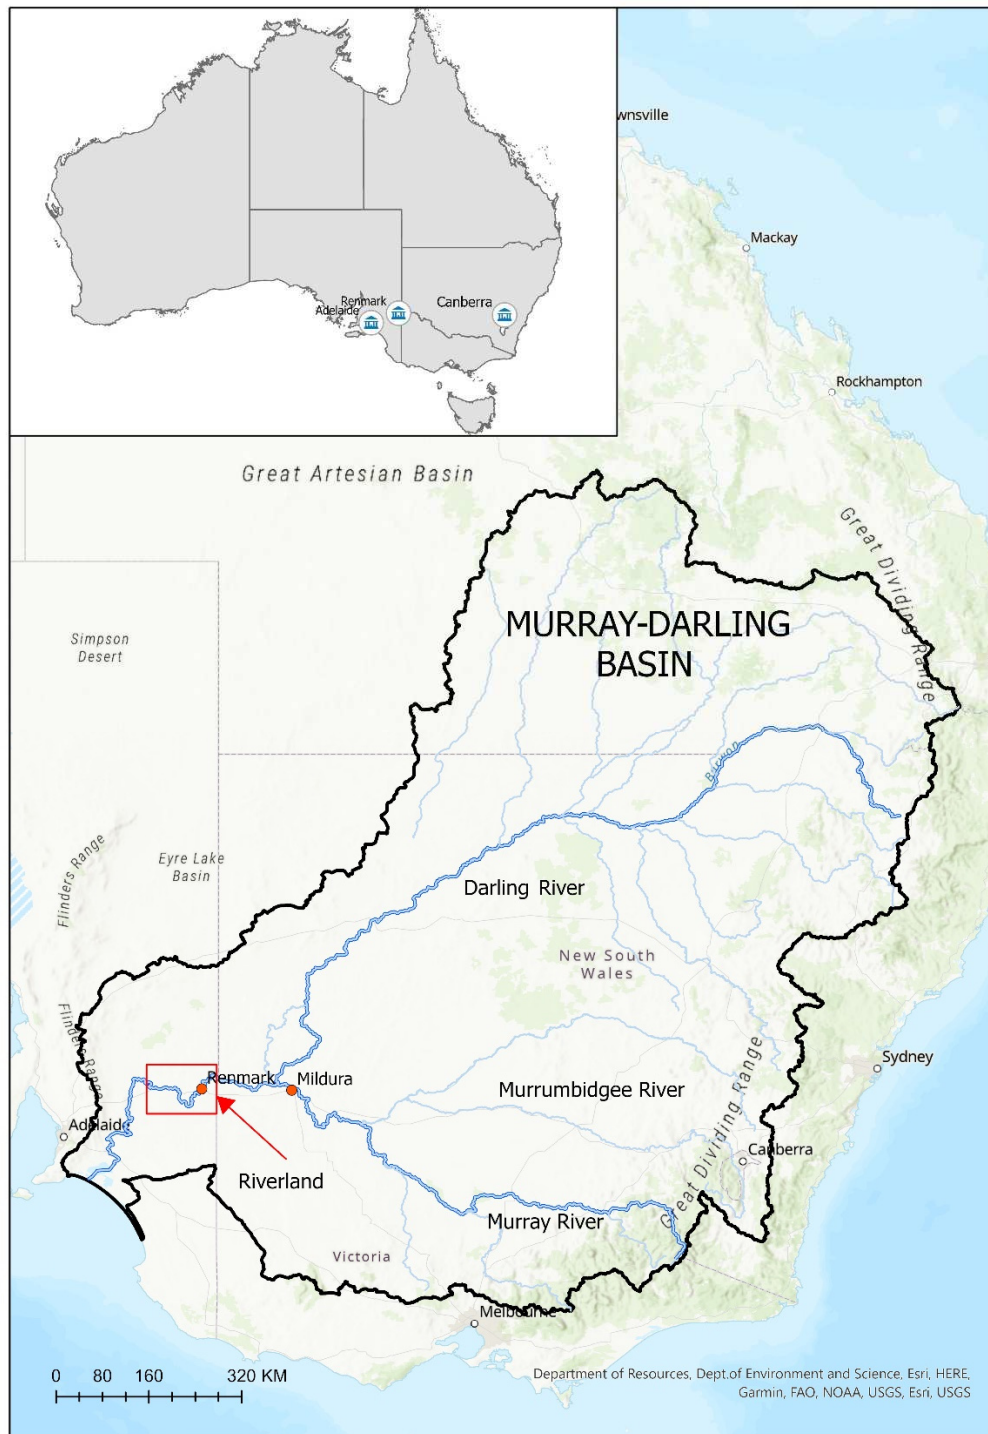 wnsville
Mackay
Renmark
Adelaide
Canberra
Rockhampton
Great Artesian Basin
Great Dividing Range
MURRAY-DARLING
BASIN
Simpson
Desert
Barwon
Flinders Range
Eyre Lake
Basin
Darling River
New South
Wales
Flinders Range
Sydney
Renmark
Mildura
Murrumbidgee River
Great Dividing Range
Adelaide
Canberra
Riverland
Murray River
Victoria
Melbourne
0 80 160 320 KM
Department of Resources, Dept.of Environment and Science, Esri, HERE,
Garmin, FAO, NOAA, USGS, Esri, USGS